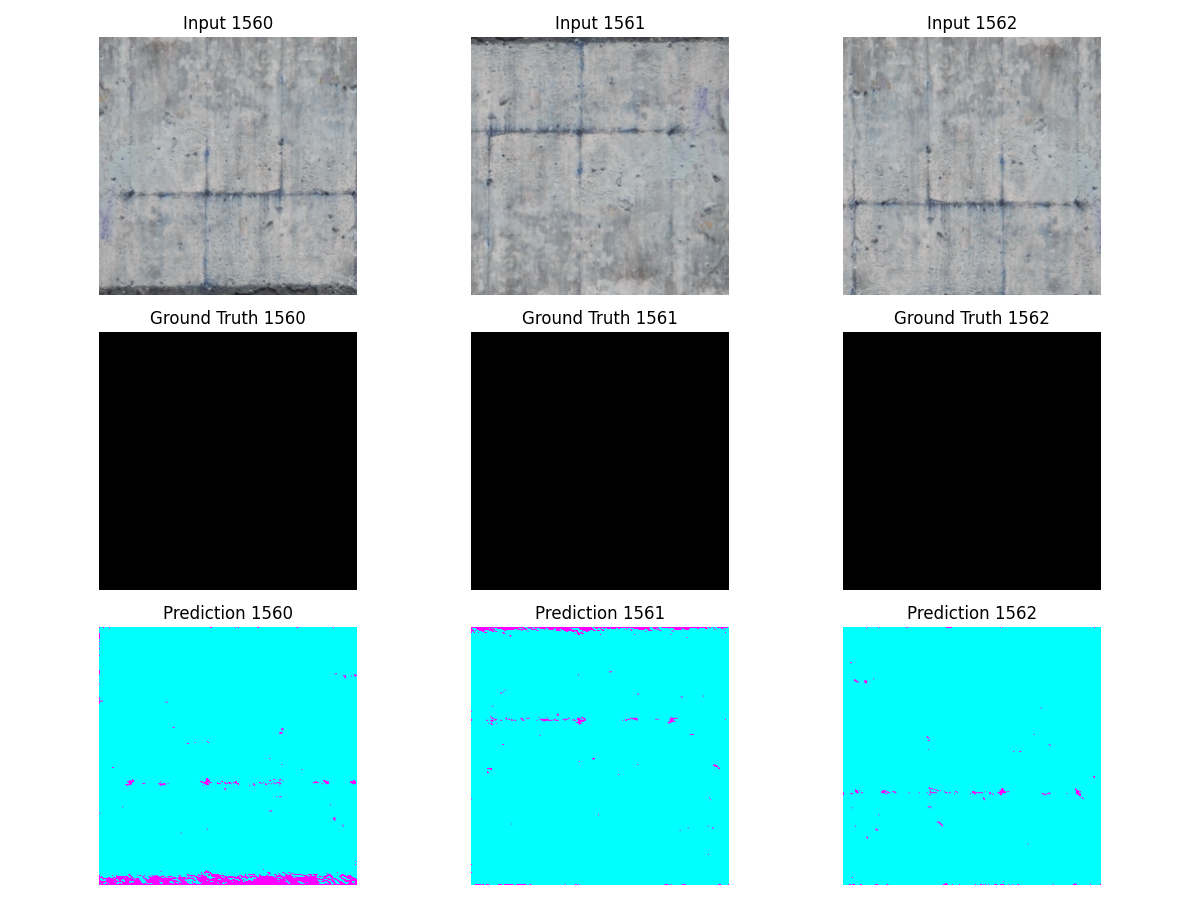 Input 1560
Input 1561
Input 1562
Ground Truth 1560
Ground Truth 1561
Ground Truth 1562
Prediction 1560
Prediction 1561
Prediction 1562